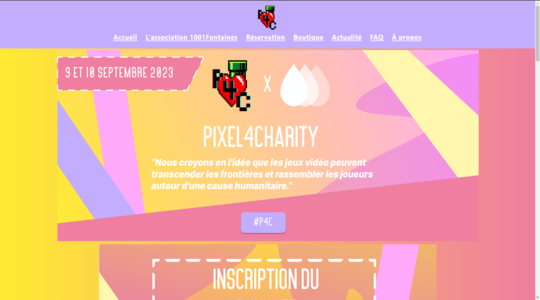 P4C
Accueil L'association 1001Fontaines Réservation Boutique Actualité FAQ À propos
9 ET 10 SEPTEMBRE 2023
P4C X
PIXEL4CHARITY
"Nous croyons en l'idée que les jeux vidéo peuvent
transcender les frontières et rassembler les joueurs
autour d'une cause humanitaire."
#P4C
INSCRIPTION DU